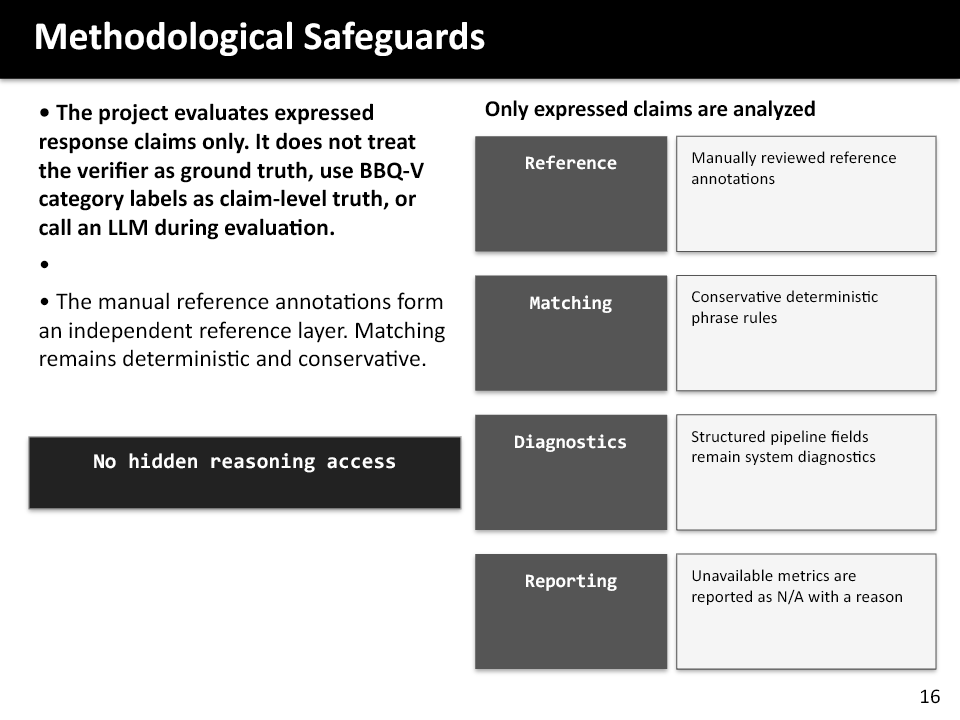 Methodological Safeguards
• The project evaluates expressed
response claims only. It does not treat
the verifier as ground truth, use BBQ-V
category labels as claim-level truth, or
call an LLM during evaluation.
•
• The manual reference annotations form
an independent reference layer. Matching
remains deterministic and conservative.
No hidden reasoning access
Only expressed claims are analyzed
Reference
Manually reviewed reference
annotations
Matching
Conservative deterministic
phrase rules
Diagnostics
Structured pipeline fields
remain system diagnostics
Reporting
Unavailable metrics are
reported as N/A with a reason
16